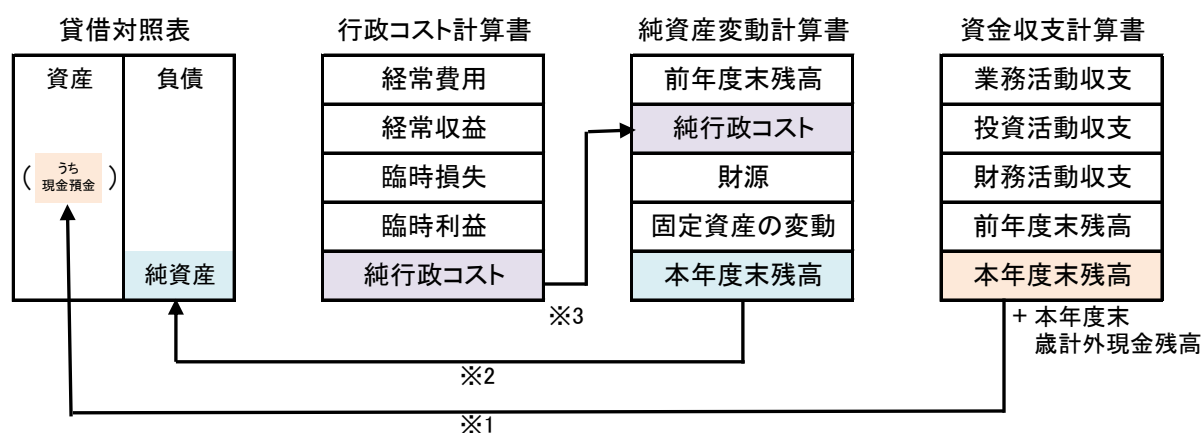 貸借対照表
資産
負債
(うち
現金預金)
純資産
行政コスト計算書
経常費用
経常収益
臨時損失
臨時利益
純行政コスト
純資産変動計算書
前年度末残高
純行政コスト
財源
固定資産の変動
本年度末残高
資金収支計算書
業務活動収支
投資活動収支
財務活動収支
前年度末残高
本年度末残高
+ 本年度末
歳計外現金残高
※3
※2
※1